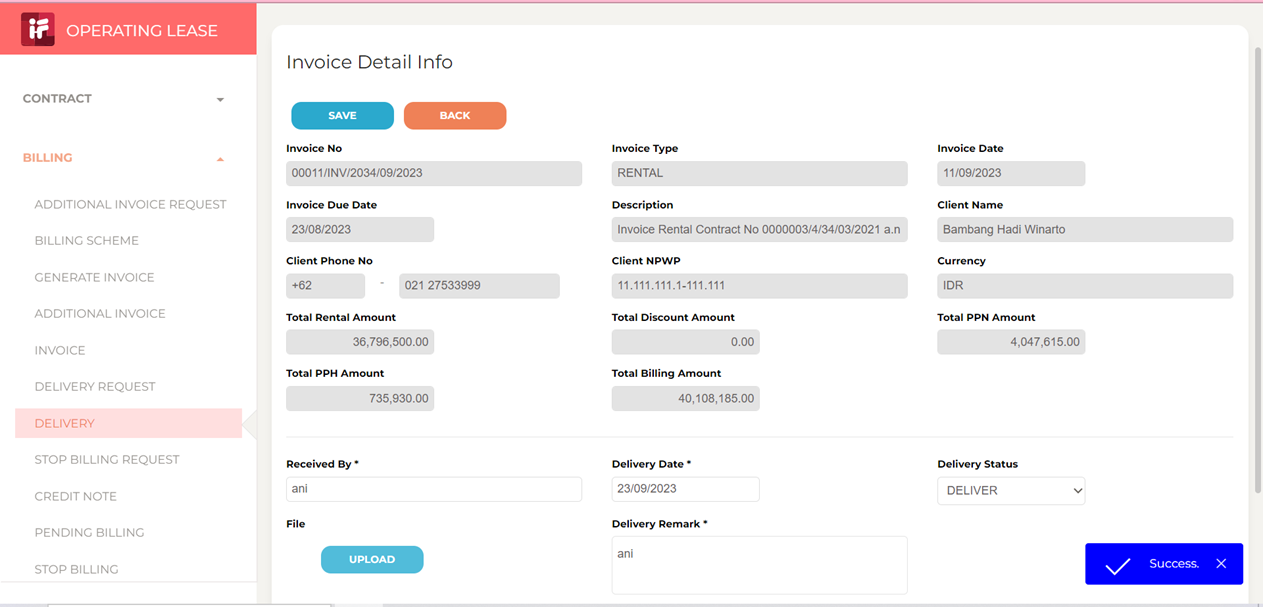 OPERATING LEASE
CONTRACT
BILLING
ADDITIONAL INVOICE REQUEST
BILLING SCHEME
GENERATE INVOICE
ADDITIONAL INVOICE
INVOICE
DELIVERY REQUEST
DELIVERY
STOP BILLING REQUEST
CREDIT NOTE
PENDING BILLING
STOP BILLING
Invoice Detail Info
SAVE BACK
Invoice No Invoice Type Invoice Date
00011/INV/2034/09/2023 RENTAL 11/09/2023
Invoice Due Date Description Client Name
23/08/2023 Invoice Rental Contract No 0000003/4/34/03/2021 a.n Bambang Hadi Winarto
Client Phone No Client NPWP Currency
+62 - 021 27533999 11.111.111.1-111.111 IDR
Total Rental Amount Total Discount Amount Total PPN Amount
36,796,500.00 0.00 4,047,615.00
Total PPH Amount Total Billing Amount
735,930.00 40,108,185.00
Received By * Delivery Date * Delivery Status
ani 23/09/2023 DELIVER
File Delivery Remark *
UPLOAD ani
Success.